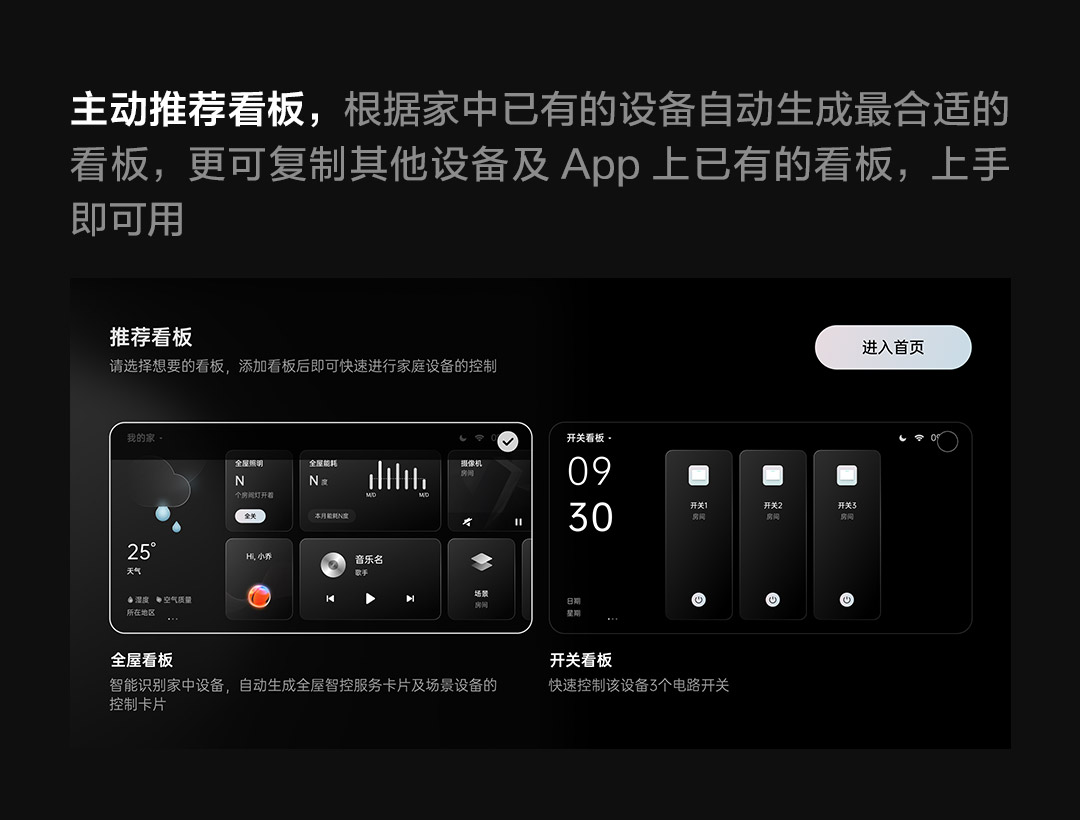 主动推荐看板，根据家中已有的设备自动生成最合适的
看板，更可复制其他设备及 App 上已有的看板，上手
即可用
推荐看板
请选择想要的看板，添加看板后即可快速进行家庭设备的控制
进入首页
我的家
25°
天气
湿度 空气质量
所在地区
全屋照明
N
个房间灯开着
全关
全屋能耗
N 度
M/D
M/D
本月能耗N度
摄像机
房间
Hi, 小乔
音乐名
歌手
场景
房间
开关看板
09
30
日期
星期
开关1
房间
开关2
房间
开关3
房间
全屋看板
智能识别家中设备，自动生成全屋智控服务卡片及场景设备的
控制卡片
开关看板
快速控制该设备3个电路开关